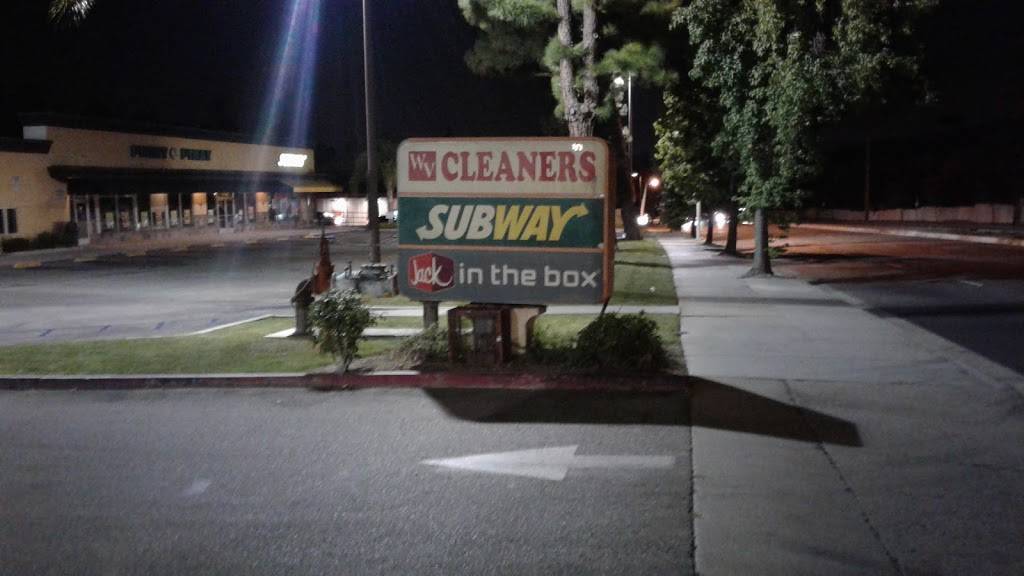 WV CLEANERS
SUBWAY
Jack in the box